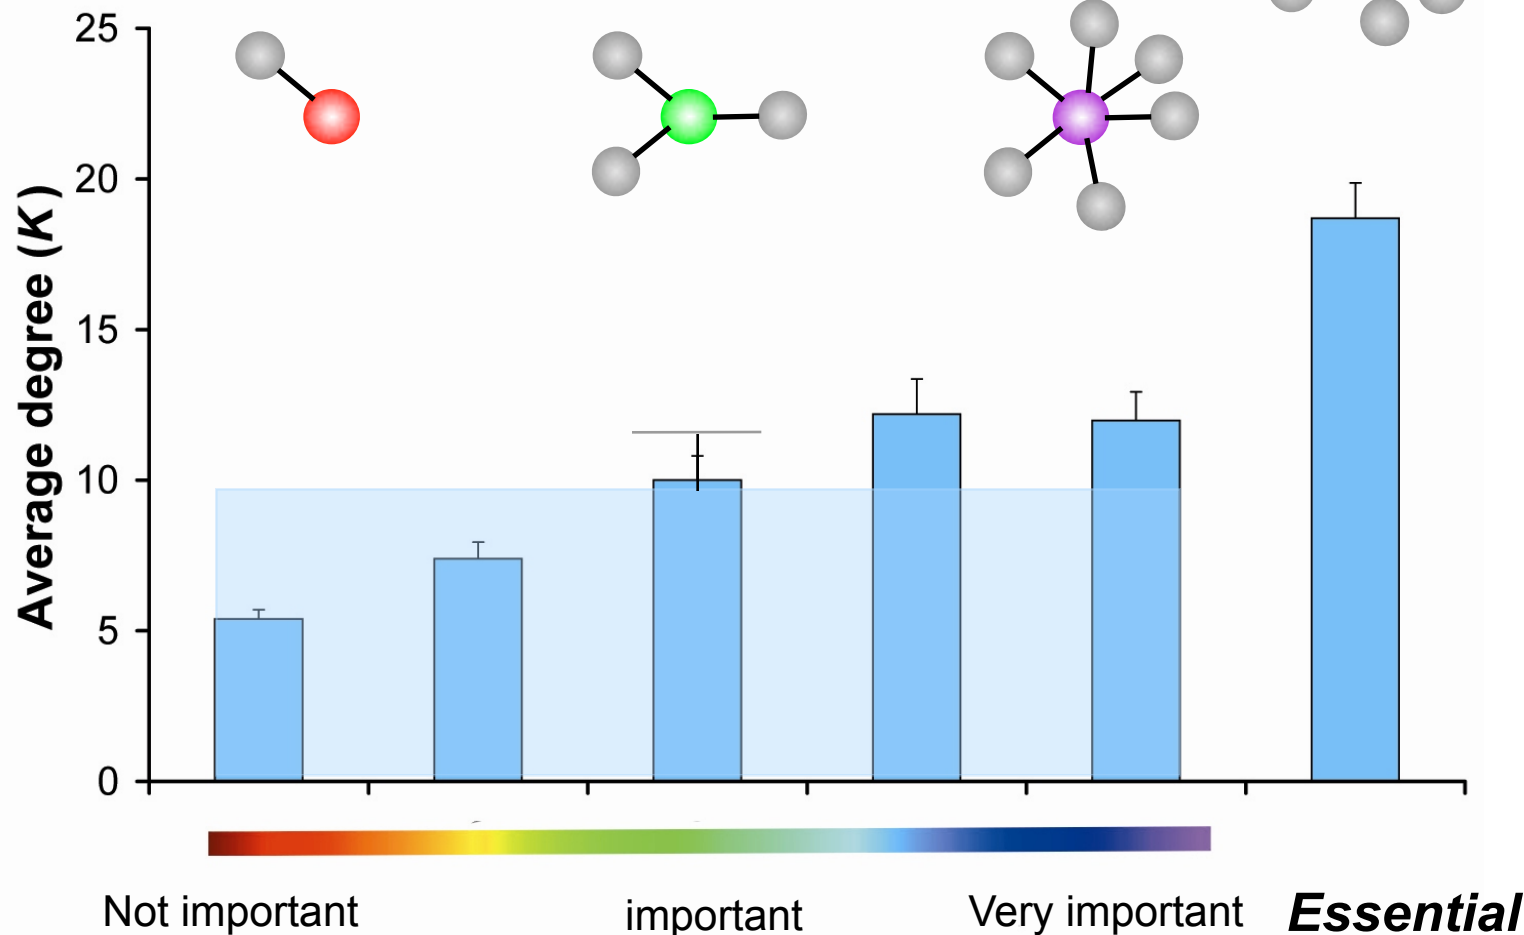 25
20
15
10
5
0
Average degree (K)
Not important
important
Very important
Essential